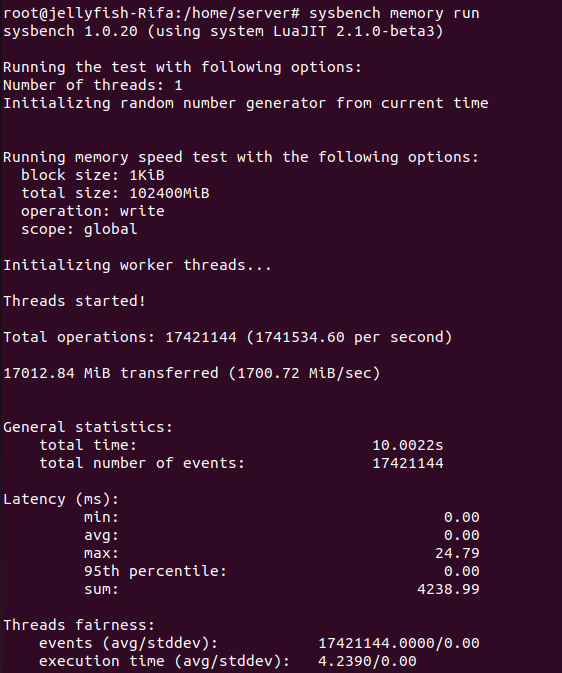 root@jellyfish-Rifa:/home/server# sysbench memory run
sysbench 1.0.20 (using system LuaJIT 2.1.0-beta3)
Running the test with following options:
Number of threads: 1
Initializing random number generator from current time
Running memory speed test with the following options:
block size: 1KiB
total size: 102400MiB
operation: write
scope: global
Initializing worker threads...
Threads started!
Total operations: 17421144 (1741534.60 per second)
17012.84 MiB transferred (1700.72 MiB/sec)
General statistics:
total time: 10.0022s
total number of events: 17421144
Latency (ms):
min: 0.00
avg: 0.00
max: 24.79
95th percentile: 0.00
sum: 4238.99
Threads fairness:
events (avg/stddev): 17421144.0000/0.00
execution time (avg/stddev): 4.2390/0.00